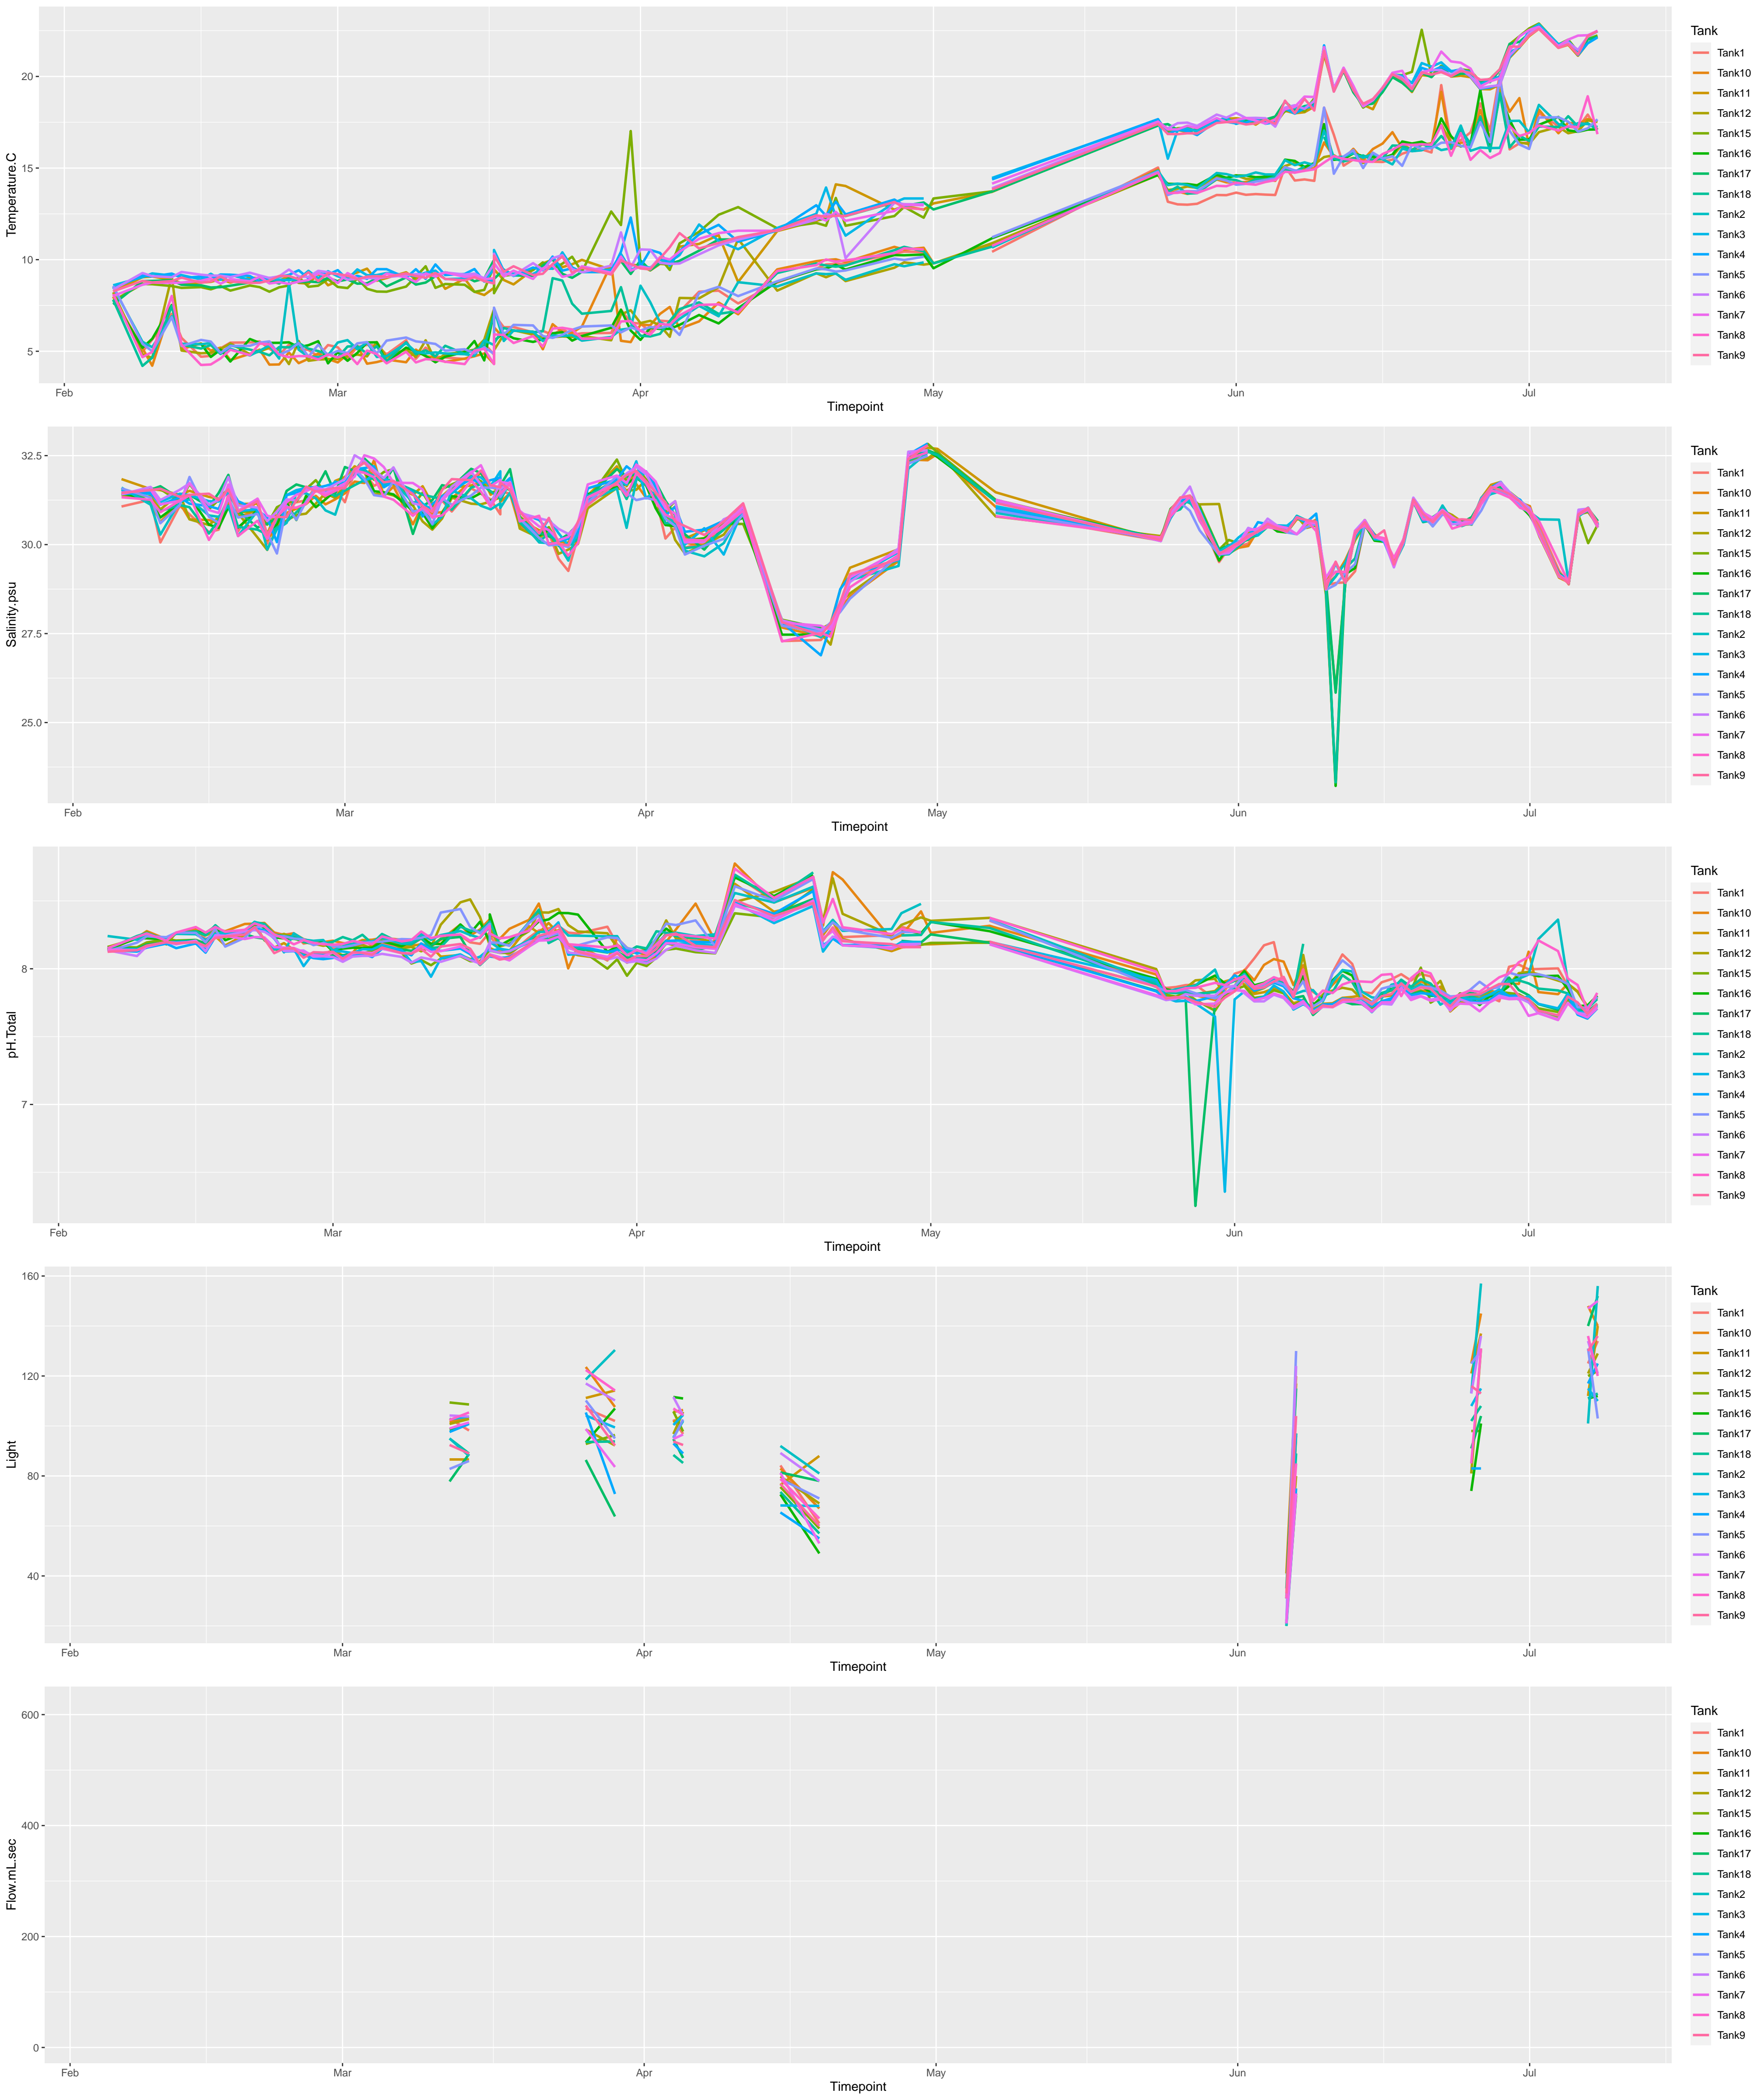 Temperature.C
20
15
10
5
Feb Mar Apr May Jun Jul
Timepoint
Tank
Tank1
Tank10
Tank11
Tank12
Tank15
Tank16
Tank17
Tank18
Tank2
Tank3
Tank4
Tank5
Tank6
Tank7
Tank8
Tank9
Salinity.psu
32.5
30.0
27.5
25.0
Feb Mar Apr May Jun Jul
Timepoint
Tank
Tank1
Tank10
Tank11
Tank12
Tank15
Tank16
Tank17
Tank18
Tank2
Tank3
Tank4
Tank5
Tank6
Tank7
Tank8
Tank9
pH.Total
8
7
Feb Mar Apr May Jun Jul
Timepoint
Tank
Tank1
Tank10
Tank11
Tank12
Tank15
Tank16
Tank17
Tank18
Tank2
Tank3
Tank4
Tank5
Tank6
Tank7
Tank8
Tank9
Light
160
120
80
40
Feb Mar Apr May Jun Jul
Timepoint
Tank
Tank1
Tank10
Tank11
Tank12
Tank15
Tank16
Tank17
Tank18
Tank2
Tank3
Tank4
Tank5
Tank6
Tank7
Tank8
Tank9
Flow.mL.sec
600
400
200
0
Feb Mar Apr May Jun Jul
Timepoint
Tank
Tank1
Tank10
Tank11
Tank12
Tank15
Tank16
Tank17
Tank18
Tank2
Tank3
Tank4
Tank5
Tank6
Tank7
Tank8
Tank9